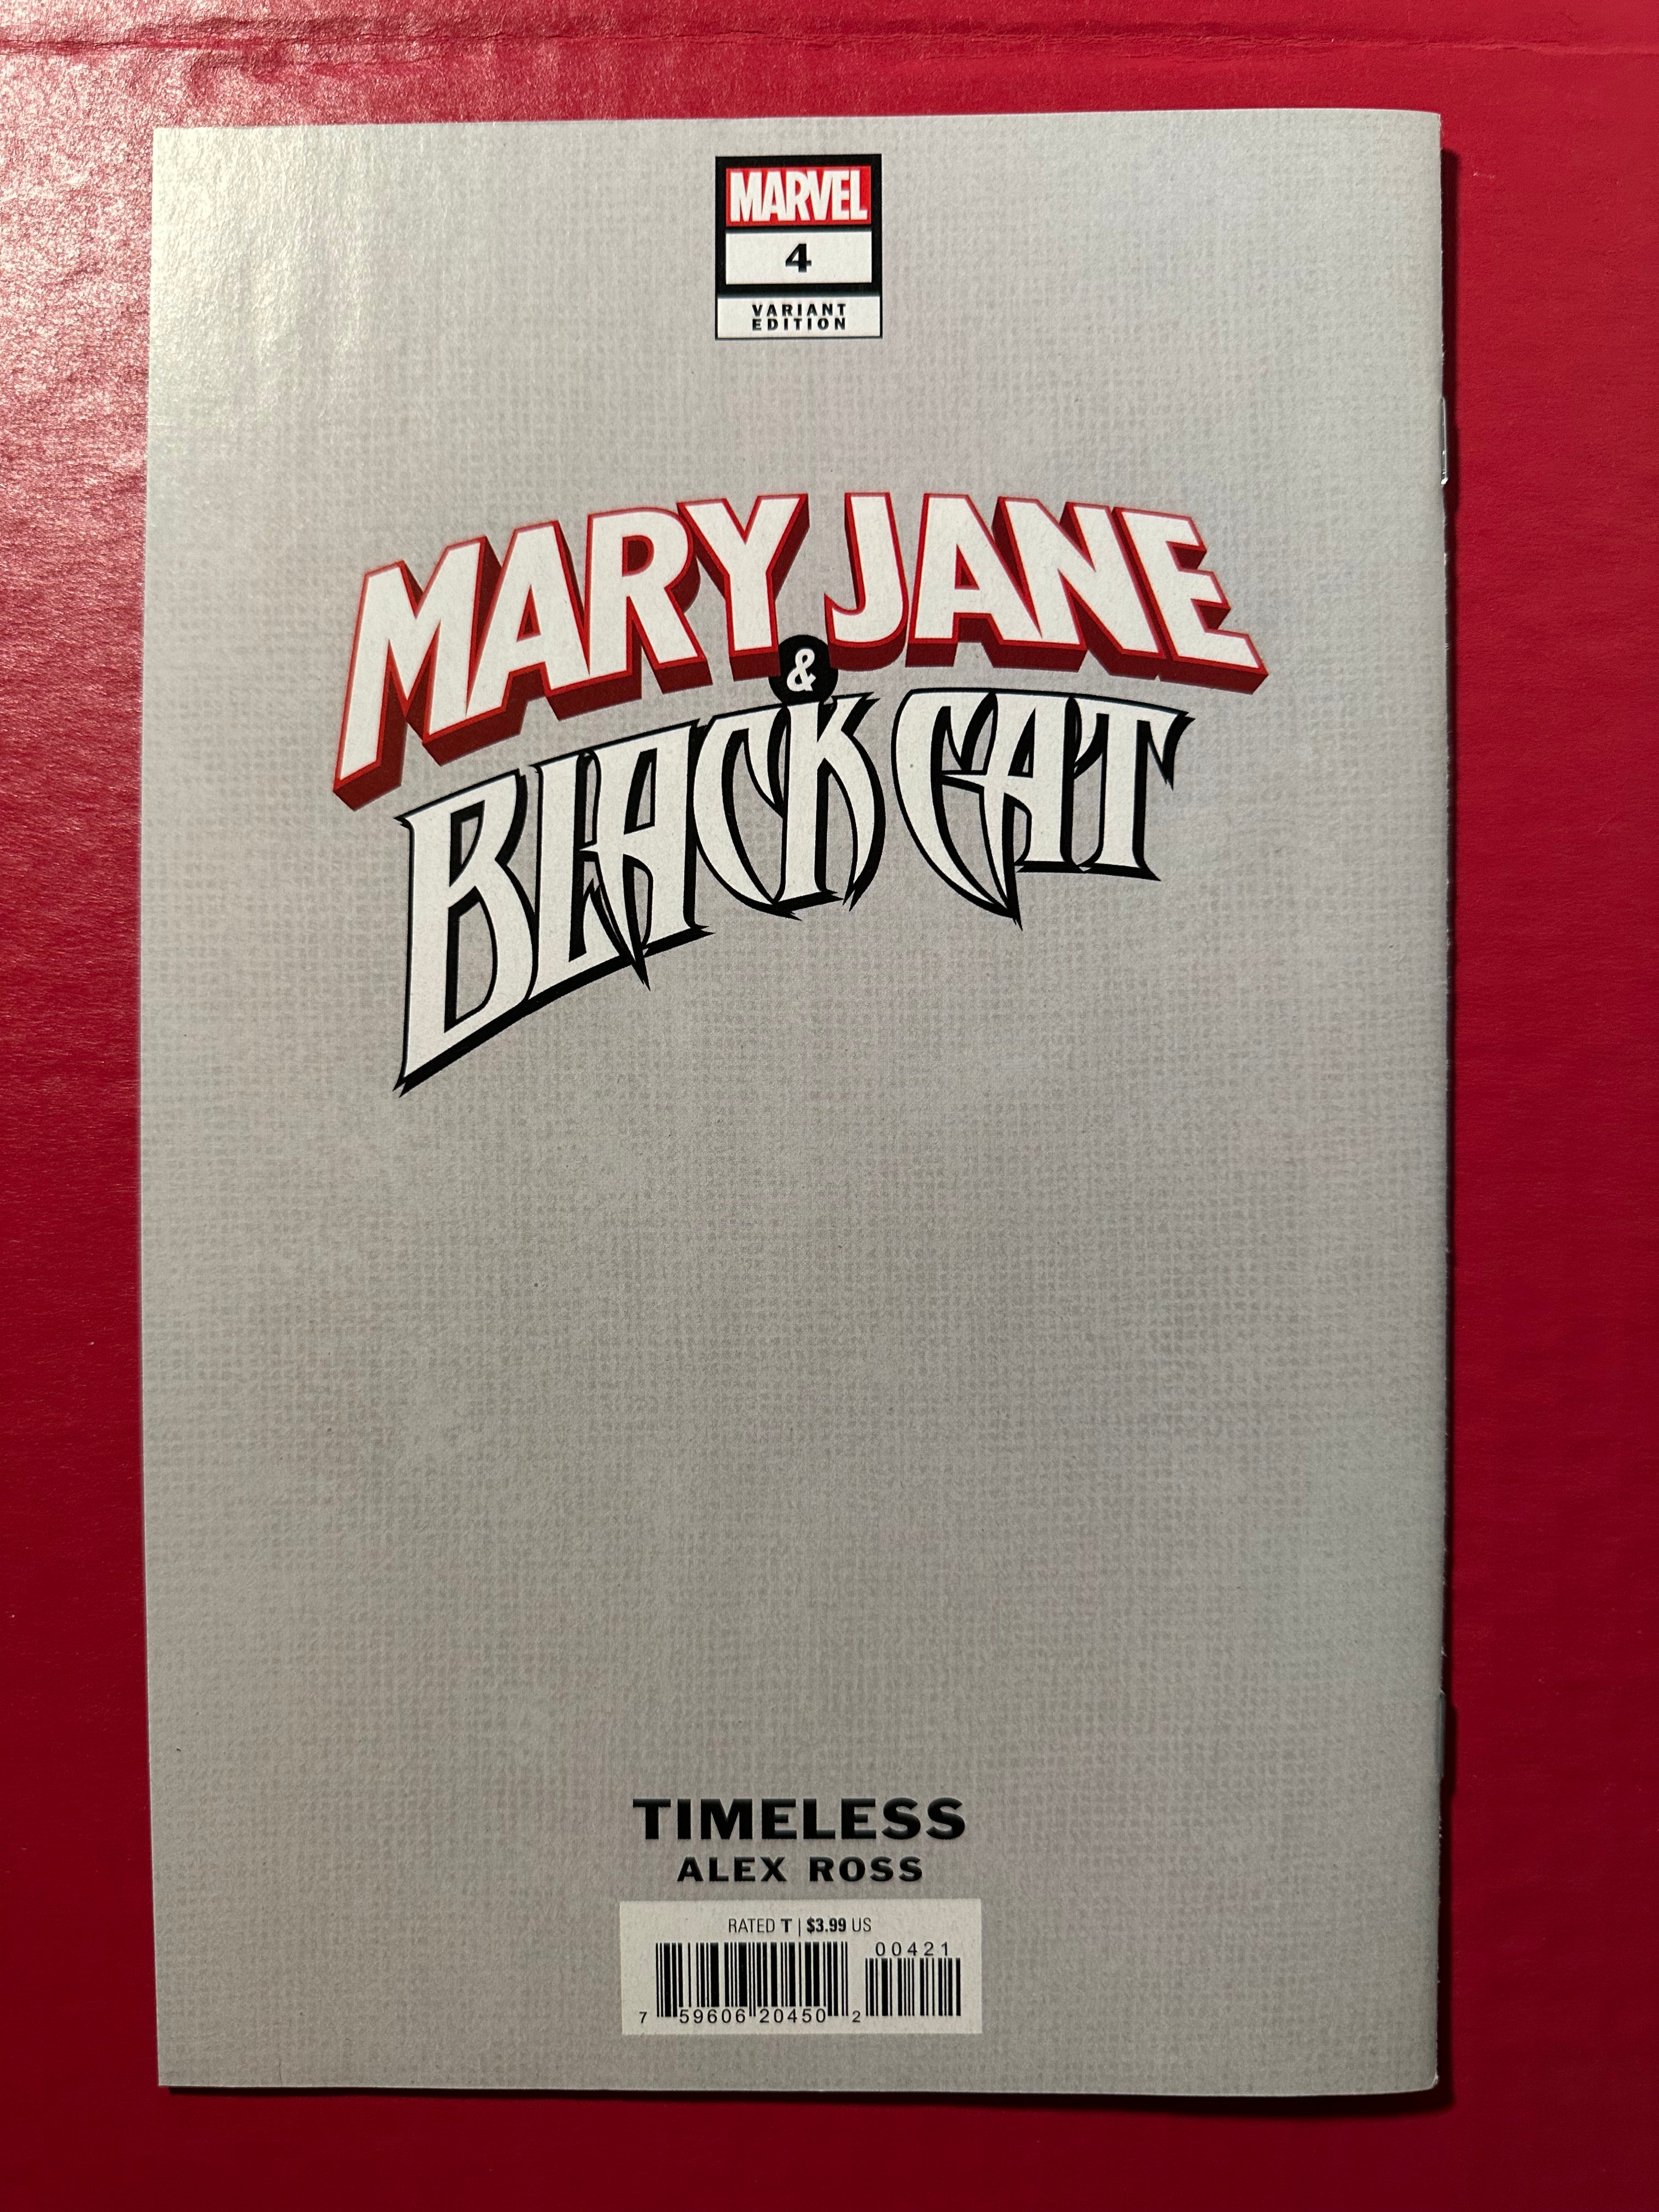 MARVEL
4
VARIANT
EDITION
MARY JANE
&
BLACK CAT
TIMELESS
ALEX ROSS
RATED T | $3.99 US
00421
7 59606 20450 2